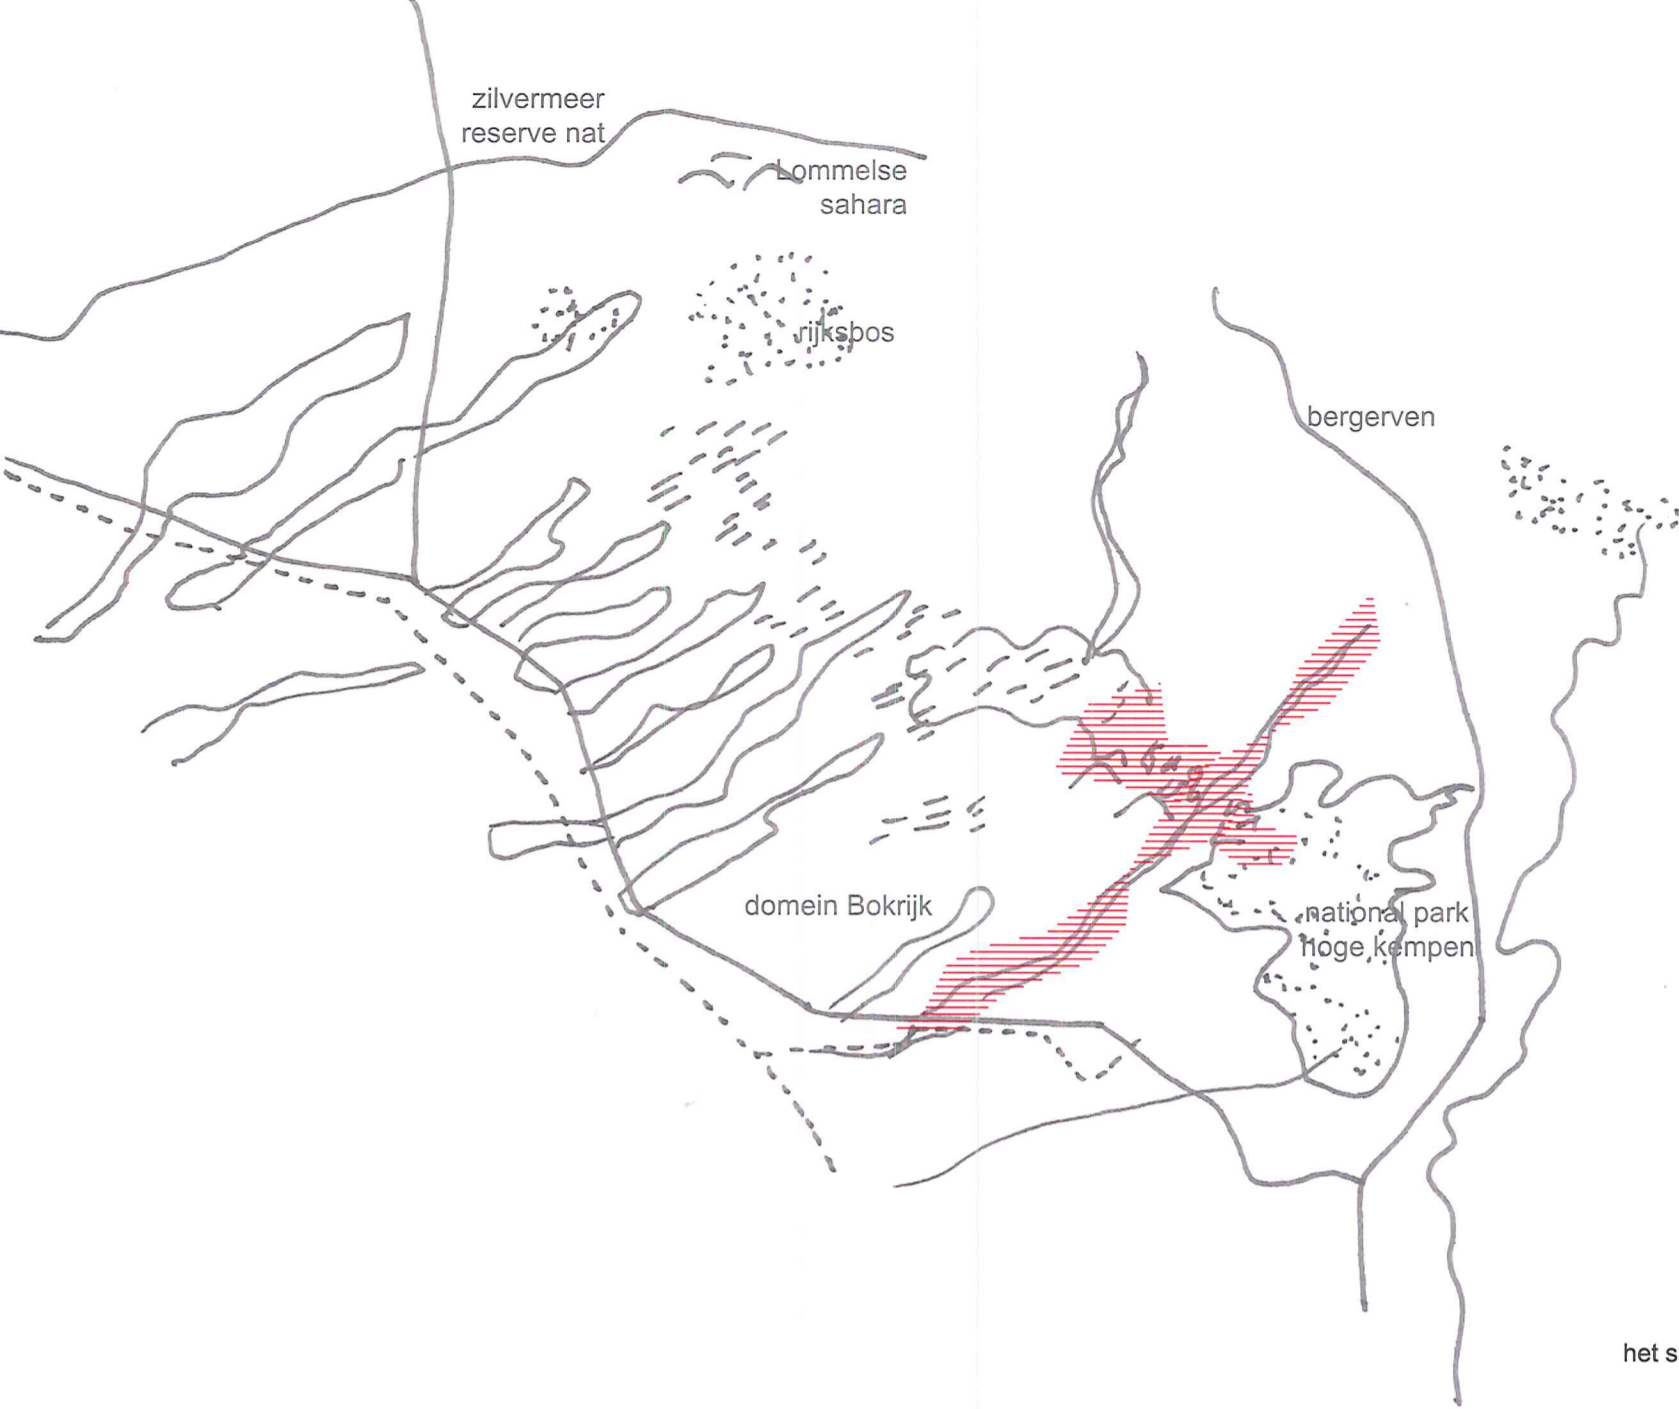 zilvermeer
reserve nat
Lommelse
sahara
rijksbos
bergerven
domein Bokrijk
national park
hoge kempen
het s